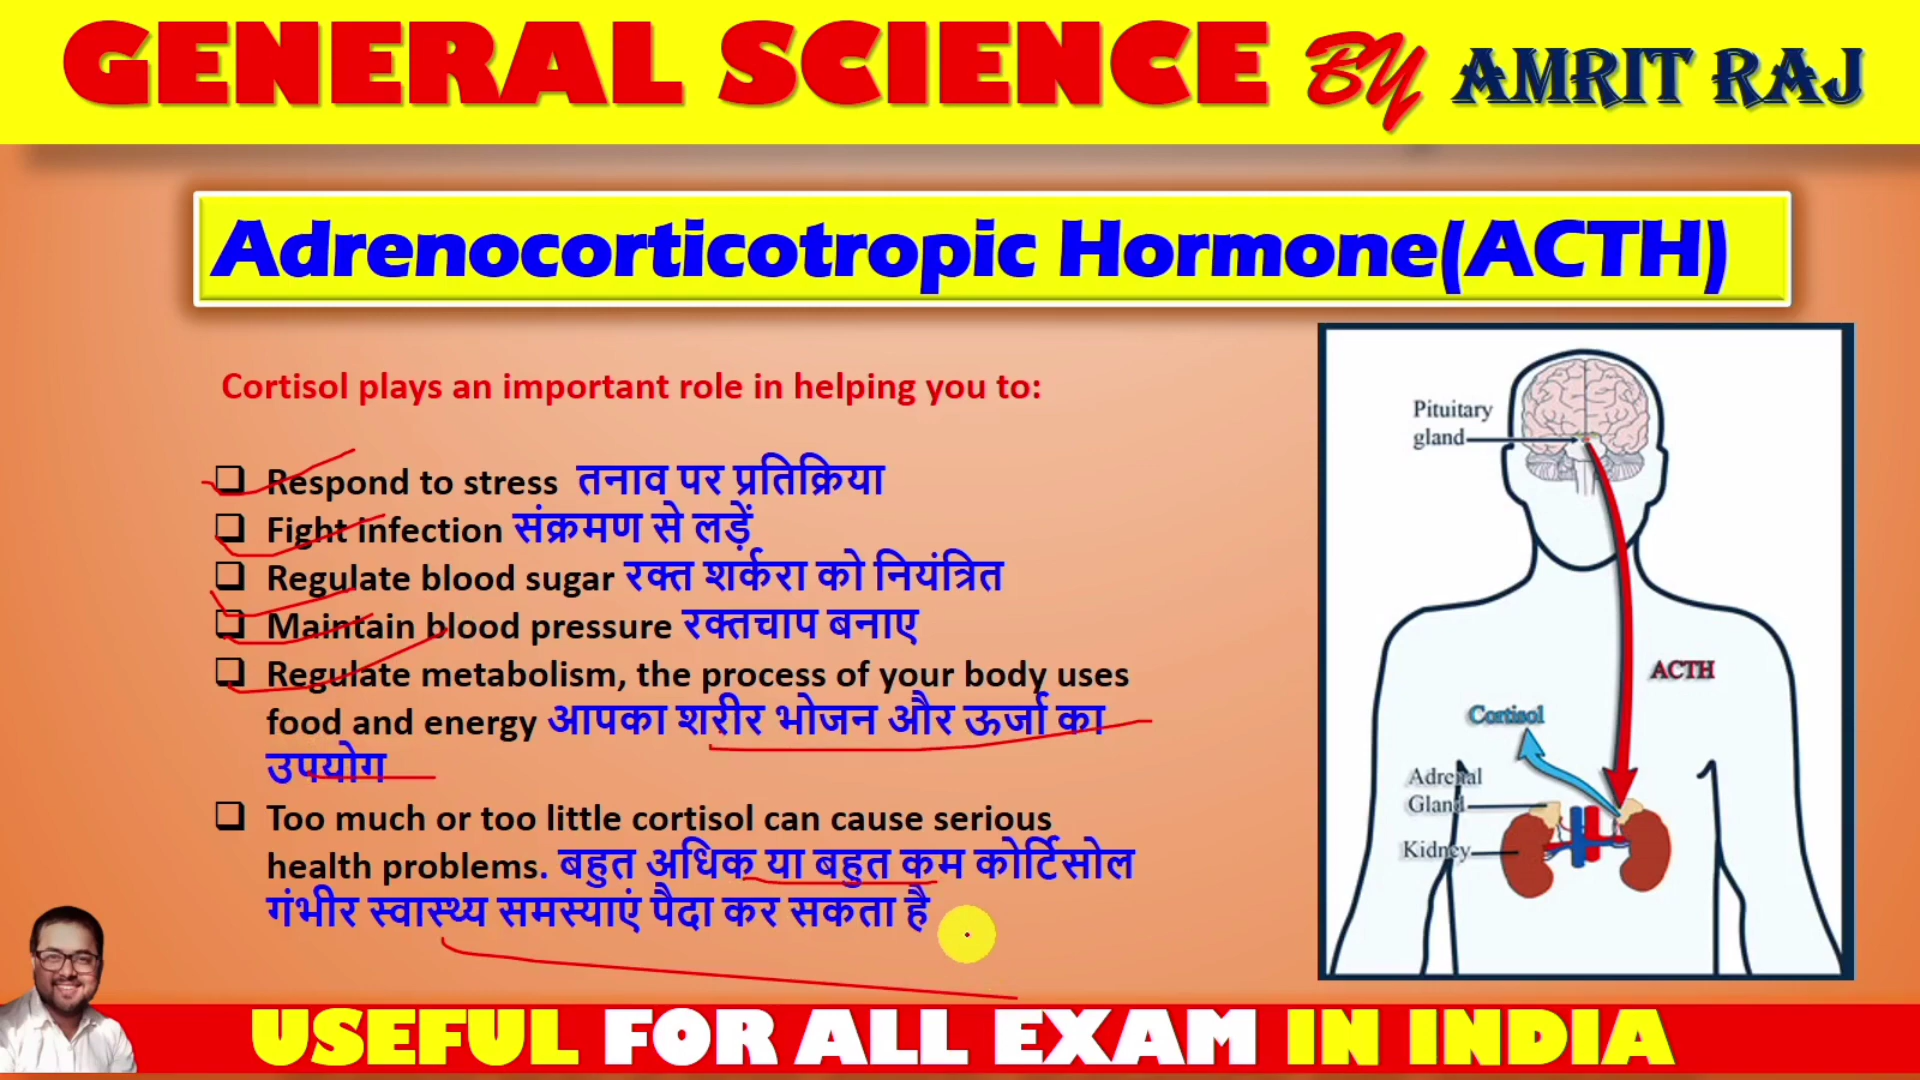 GENERAL SCIENCE BY AMRIT RAJ
Adrenocorticotropic Hormone(ACTH)
Cortisol plays an important role in helping you to:
Respond to stress तनाव पर प्रतिक्रिया
Fight infection संक्रमण से लड़ें
Regulate blood sugar रक्त शर्करा को नियंत्रित
Maintain blood pressure रक्तचाप बनाए
Regulate metabolism, the process of your body uses
food and energy आपका शरीर भोजन और ऊर्जा का
उपयोग
Too much or too little cortisol can cause serious
health problems. बहुत अधिक या बहुत कम कोर्टिसोल
गंभीर स्वास्थ्य समस्याएं पैदा कर सकता है
Pituitary
gland
ACTH
Cortisol
Adrenal
Gland
Kidney
USEFUL FOR ALL EXAM IN INDIA